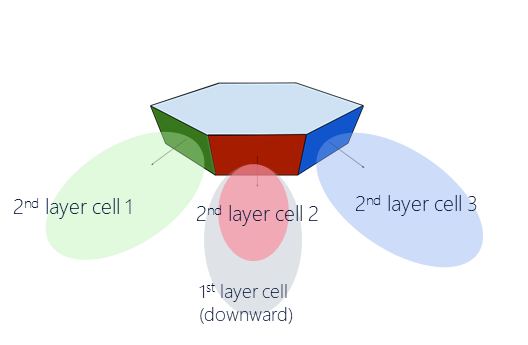 2nd layer cell 1
2nd layer cell 2
2nd layer cell 3
1st layer cell
(downward)